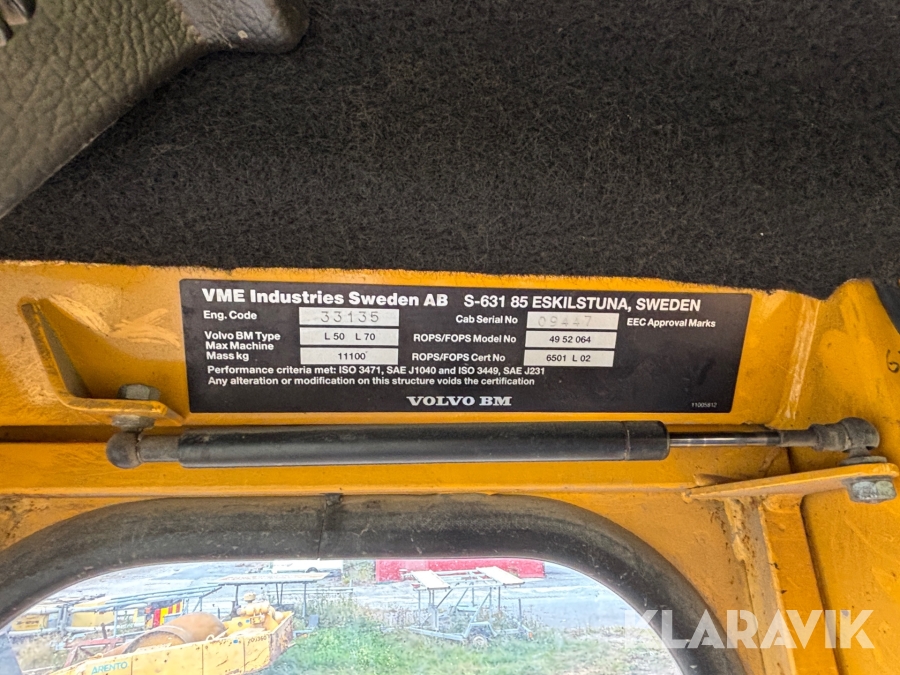 VME Industries Sweden AB S-631 85 ESKILSTUNA, SWEDEN
Eng. Code 33135 Cab Serial No 09447 EEC Approval Marks
Volvo BM Type L 50 L 70 ROPS/FOPS Model No 49 52 064
Max Machine
Mass kg 11100 ROPS/FOPS Cert No 6501 L 02
Performance criteria met: ISO 3471, SAE J1040 and ISO 3449, SAE J231
Any alteration or modification on this structure voids the certification
VOLVO BM 11005812
ARENTO
KLARAVIK